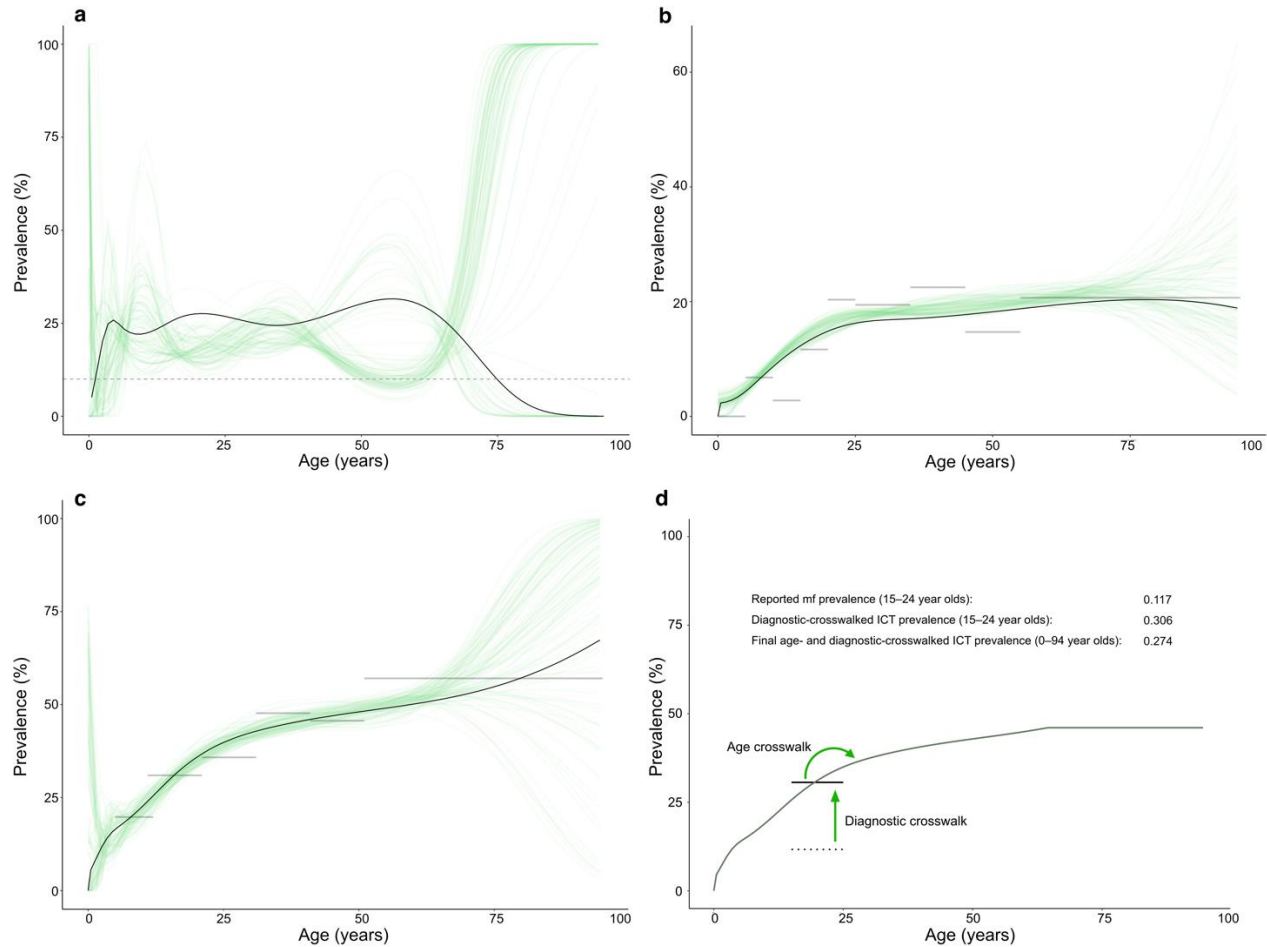 a
100
75
50
25
0
Prevalence (%)
0 25 50 75 100
Age (years)
b
60
40
20
0
Prevalence (%)
0 25 50 75 100
Age (years)
c
100
75
50
25
0
Prevalence (%)
0 25 50 75 100
Age (years)
d
100
75
50
25
0
Prevalence (%)
Reported mf prevalence (15–24 year olds): 0.117
Diagnostic-crosswalked ICT prevalence (15–24 year olds): 0.306
Final age- and diagnostic-crosswalked ICT prevalence (0–94 year olds): 0.274
Age crosswalk
Diagnostic crosswalk
0 25 50 75 100
Age (years)